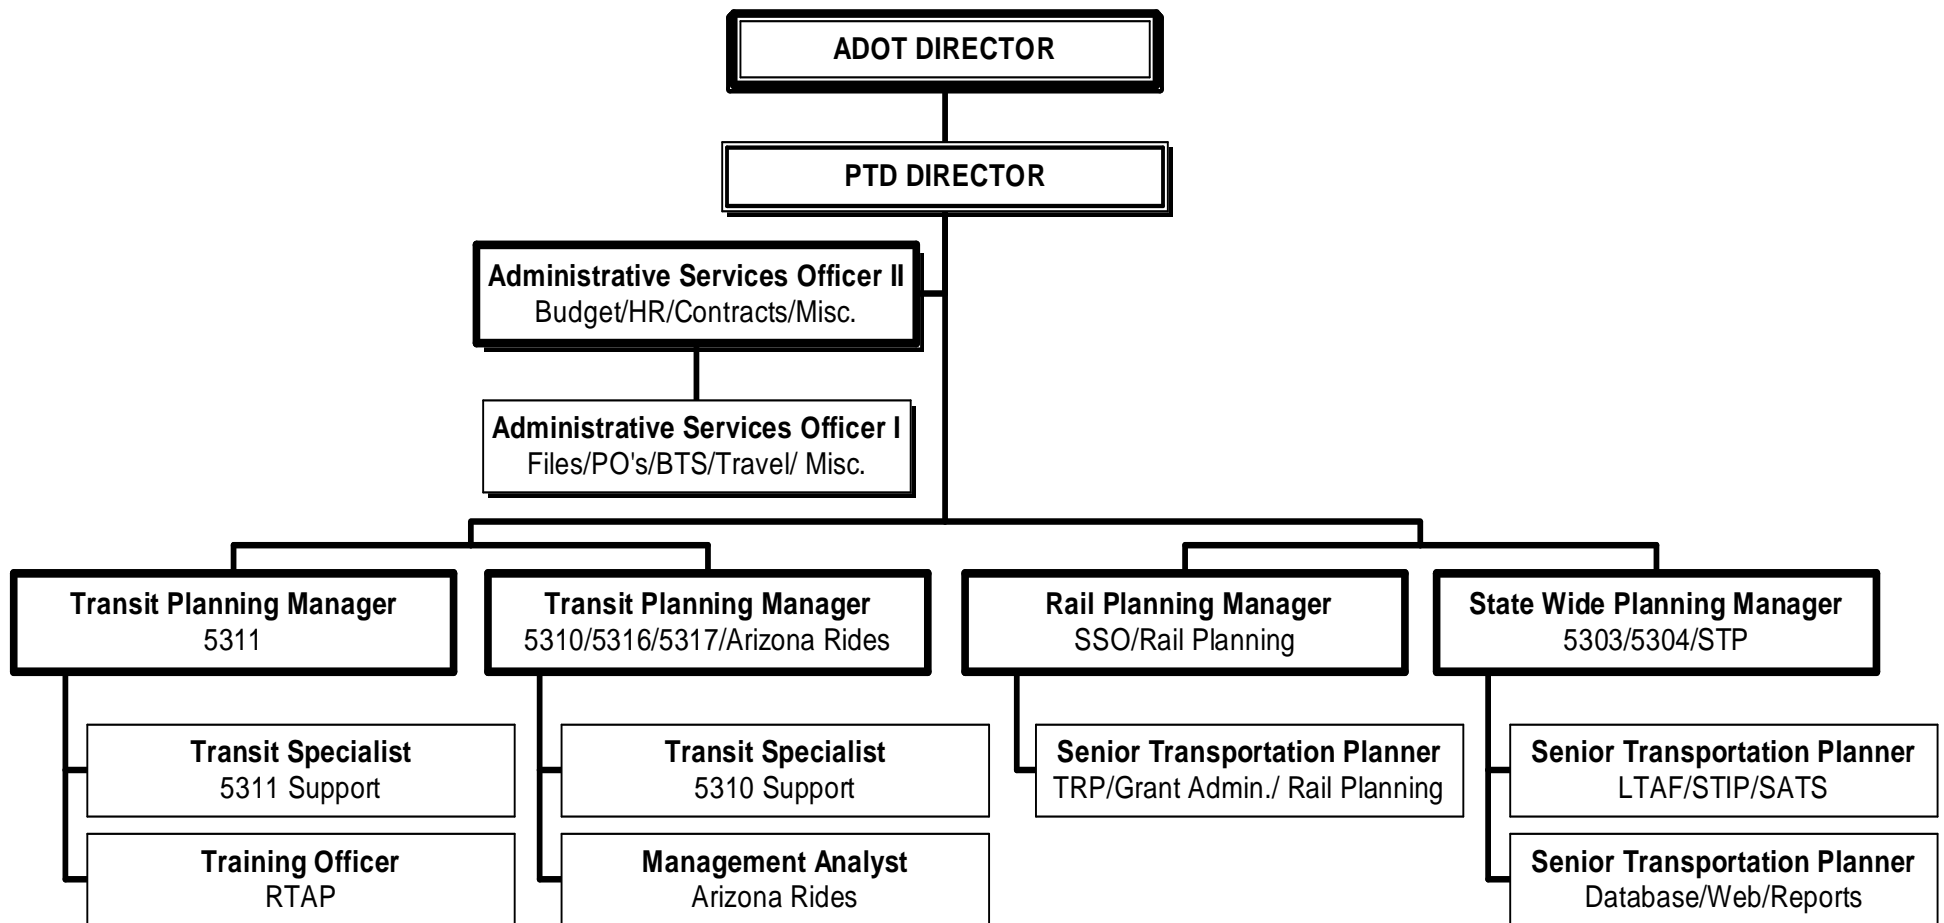 ADOT DIRECTOR
PTD DIRECTOR
Administrative Services Officer II
Budget/HR/Contracts/Misc.
Administrative Services Officer I
Files/PO's/BTS/Travel/ Misc.
Transit Planning Manager
5311
Transit Planning Manager
5310/5316/5317/Arizona Rides
Rail Planning Manager
SSO/Rail Planning
State Wide Planning Manager
5303/5304/STP
Transit Specialist
5311 Support
Transit Specialist
5310 Support
Senior Transportation Planner
TRP/Grant Admin./ Rail Planning
Senior Transportation Planner
LTAF/STIP/SATS
Training Officer
RTAP
Management Analyst
Arizona Rides
Senior Transportation Planner
Database/Web/Reports